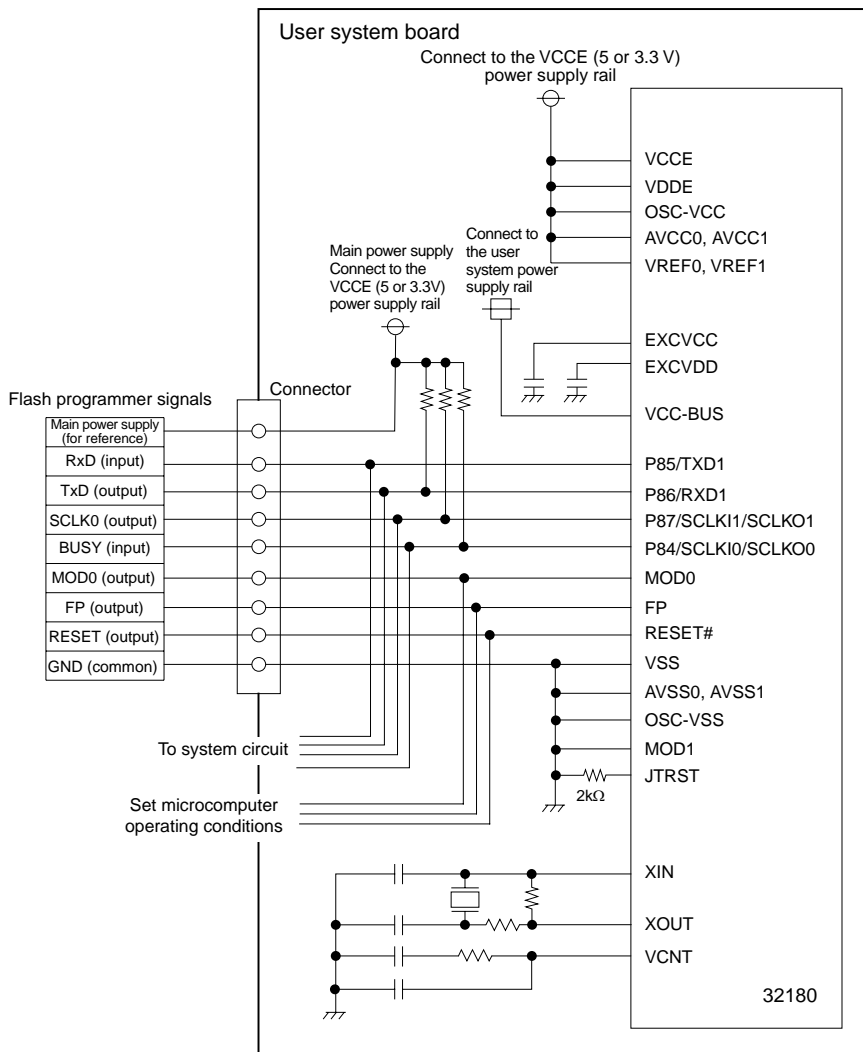 User system board
Connect to the VCCE (5 or 3.3 V)
power supply rail
VCCE
VDDE
OSC-VCC
AVCC0, AVCC1
VREF0, VREF1
Connect to
the user
system power
supply rail
Main power supply
Connect to the
VCCE (5 or 3.3V)
power supply rail
EXCVCC
EXCVDD
VCC-BUS
Connector
Flash programmer signals
Main power supply
(for reference)
RxD (input)
TxD (output)
SCLK0 (output)
BUSY (input)
MOD0 (output)
FP (output)
RESET (output)
GND (common)
P85/TXD1
P86/RXD1
P87/SCLKI1/SCLKO1
P84/SCLKI0/SCLKO0
MOD0
FP
RESET#
VSS
AVSS0, AVSS1
OSC-VSS
MOD1
JTRST
2kΩ
To system circuit
Set microcomputer
operating conditions
XIN
XOUT
VCNT
32180